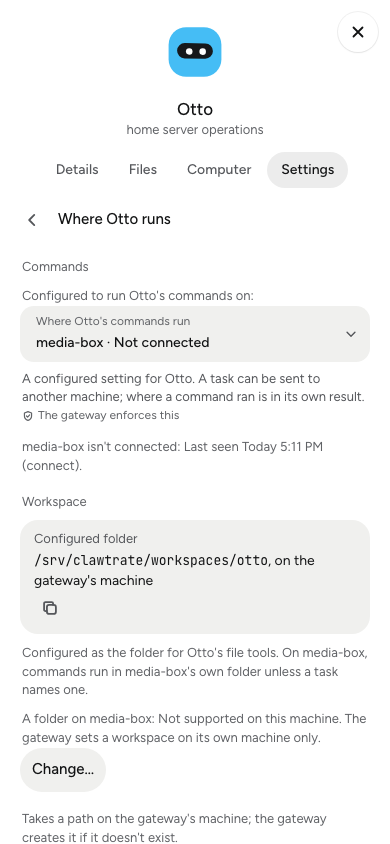 Otto
home server operations
Details Files Computer Settings
Where Otto runs
Commands
Configured to run Otto's commands on:
Where Otto's commands run
media-box · Not connected
A configured setting for Otto. A task can be sent to
another machine; where a command ran is in its own result.
The gateway enforces this
media-box isn't connected: Last seen Today 5:11 PM
(connect).
Workspace
Configured folder
/srv/clawtrate/workspaces/otto, on the
gateway's machine
Configured as the folder for Otto's file tools. On media-box,
commands run in media-box's own folder unless a task
names one.
A folder on media-box: Not supported on this machine. The
gateway sets a workspace on its own machine only.
Change...
Takes a path on the gateway's machine; the gateway
creates it if it doesn't exist.